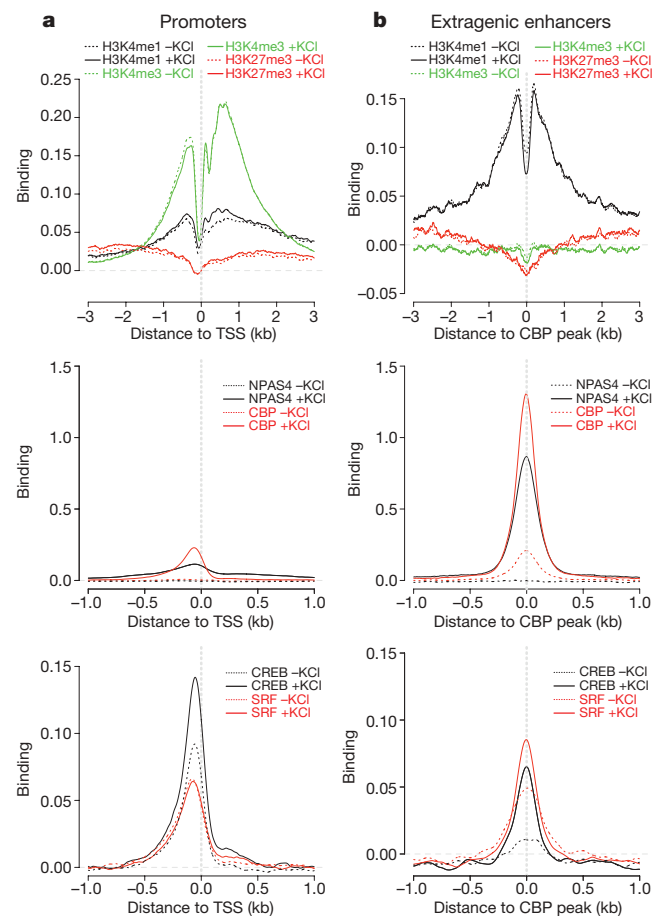 a Promoters
H3K4me1 –KCl H3K4me3 –KCl
H3K4me1 +KCl H3K27me3 –KCl
H3K4me3 –KCl H3K27me3 +KCl
0.25
0.20
0.15
0.10
0.05
0.00
Binding
–3 –2 –1 0 1 2 3
Distance to TSS (kb)
b Extragenic enhancers
H3K4me1 –KCl H3K4me3 +KCl
H3K4me1 +KCl H3K27me3 –KCl
H3K4me3 –KCl H3K27me3 +KCl
0.15
0.10
0.05
0.00
–0.05
Binding
–3 –2 –1 0 1 2 3
Distance to CBP peak (kb)
1.5
1.0
0.5
0.0
Binding
NPAS4 –KCl
NPAS4 +KCl
CBP –KCl
CBP +KCl
–1.0 –0.5 0.0 0.5 1.0
Distance to TSS (kb)
1.5
1.0
0.5
0.0
Binding
NPAS4 –KCl
NPAS4 +KCl
CBP –KCl
CBP +KCl
–1.0 –0.5 0.0 0.5 1.0
Distance to CBP peak (kb)
0.15
0.10
0.05
0.00
Binding
CREB –KCl
CREB +KCl
SRF –KCl
SRF +KCl
–1.0 –0.5 0.0 0.5 1.0
Distance to TSS (kb)
0.15
0.10
0.05
0.00
Binding
CREB –KCl
CREB +KCl
SRF –KCl
SRF +KCl
–1.0 –0.5 0.0 0.5 1.0
Distance to CBP peak (kb)